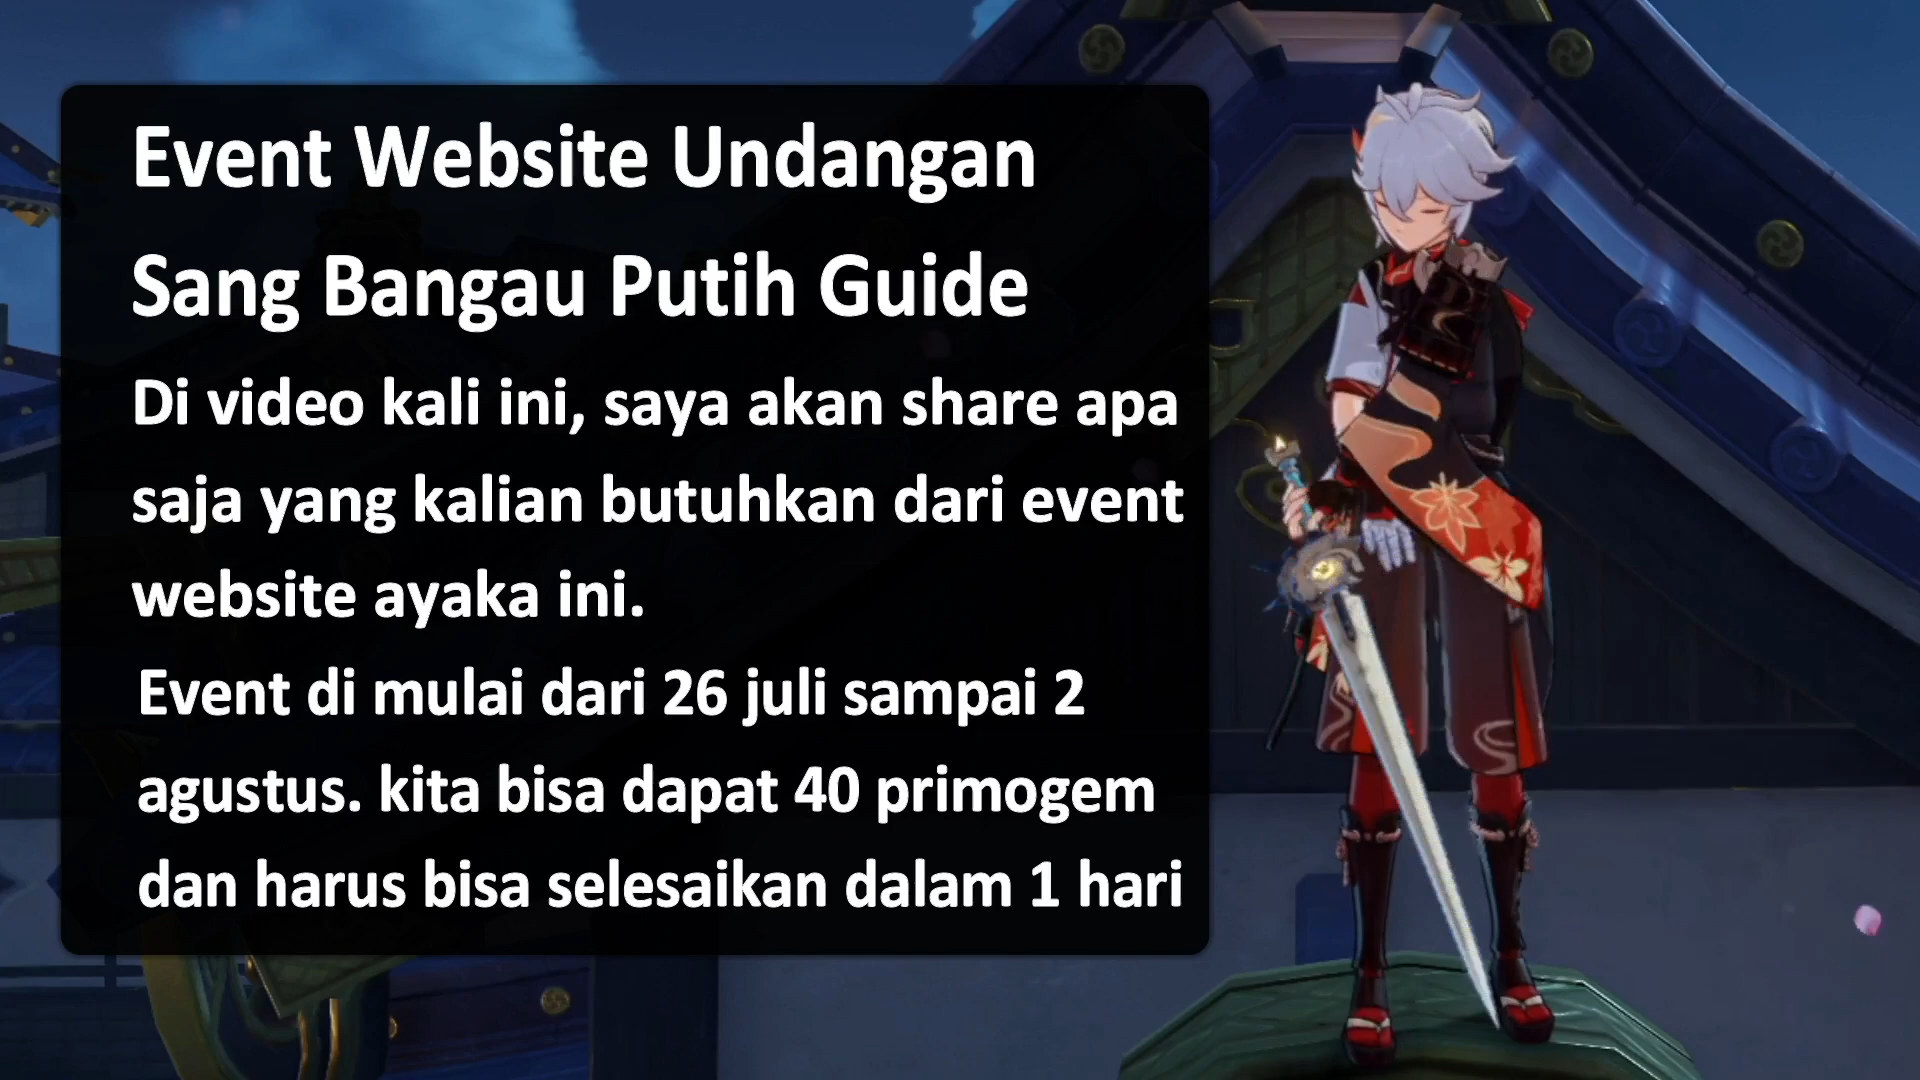 Event Website Undangan
Sang Bangau Putih Guide
Di video kali ini, saya akan share apa
saja yang kalian butuhkan dari event
website ayaka ini.
Event di mulai dari 26 juli sampai 2
agustus. kita bisa dapat 40 primogem
dan harus bisa selesaikan dalam 1 hari